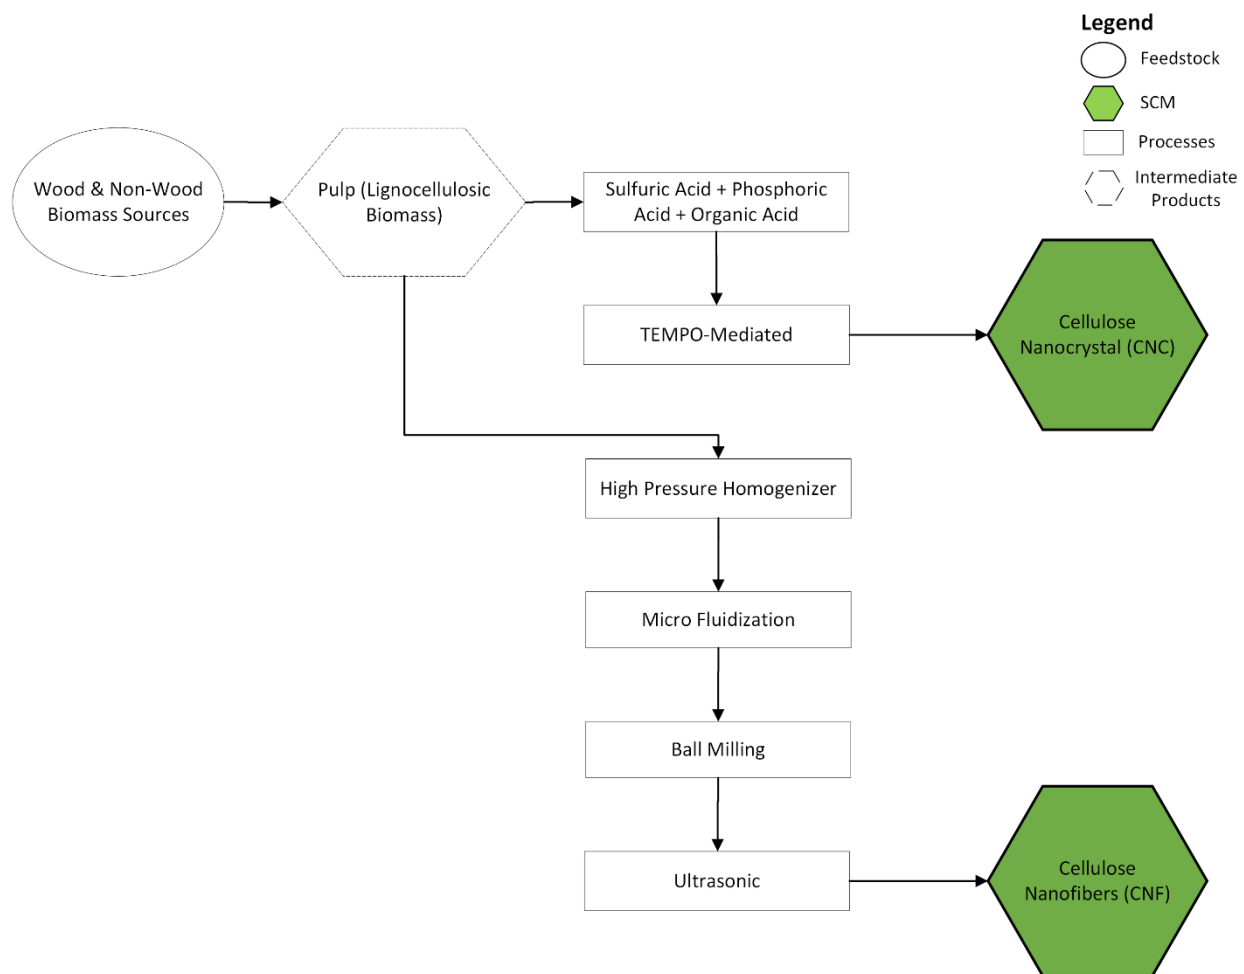 Legend
Feedstock
SCM
Processes
Intermediate
Products
Wood & Non-Wood
Biomass Sources
Pulp (Lignocellulosic
Biomass)
Sulfuric Acid + Phosphoric
Acid + Organic Acid
TEMPO-Mediated
Cellulose
Nanocrystal (CNC)
High Pressure Homogenizer
Micro Fluidization
Ball Milling
Ultrasonic
Cellulose
Nanofibers (CNF)